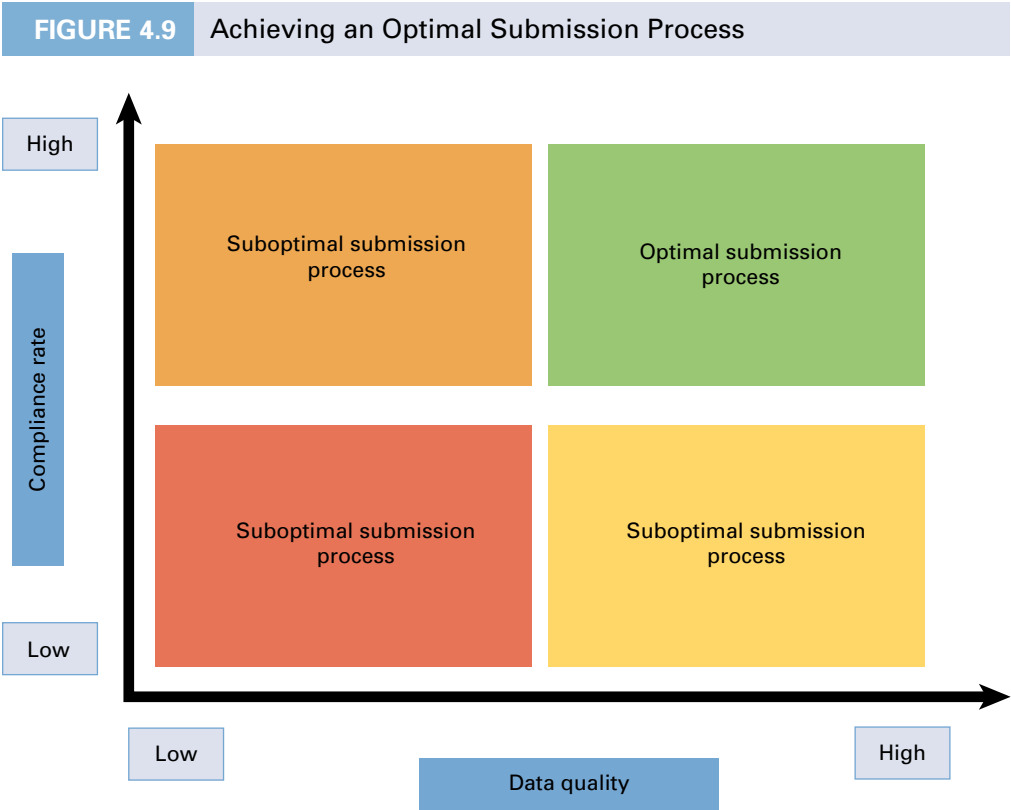 FIGURE 4.9 Achieving an Optimal Submission Process
High
Suboptimal submission
process
Optimal submission
process
Compliance rate
Suboptimal submission
process
Suboptimal submission
process
Low
Low
High
Data quality